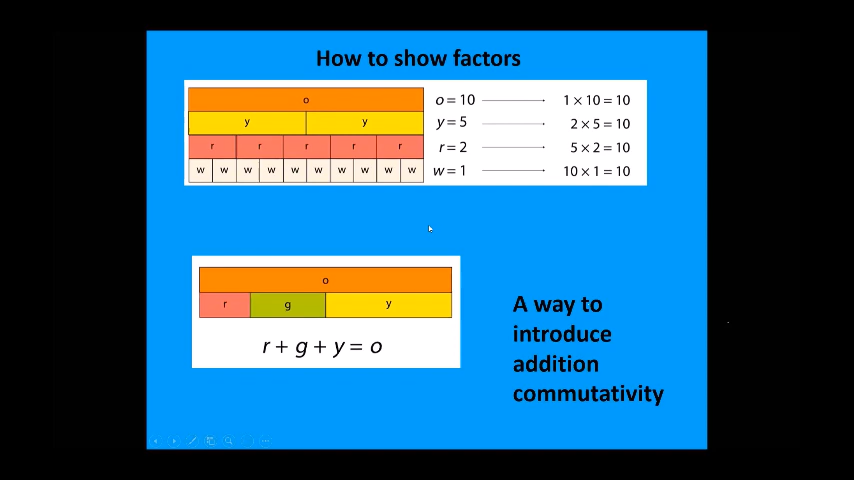 How to show factors
o
o = 10 1 × 10 = 10
y y
y = 5 2 × 5 = 10
r r r r r
r = 2 5 × 2 = 10
w w w w w w w w w w
w = 1 10 × 1 = 10
o
r g y
r + g + y = o
A way to
introduce
addition
commutativity